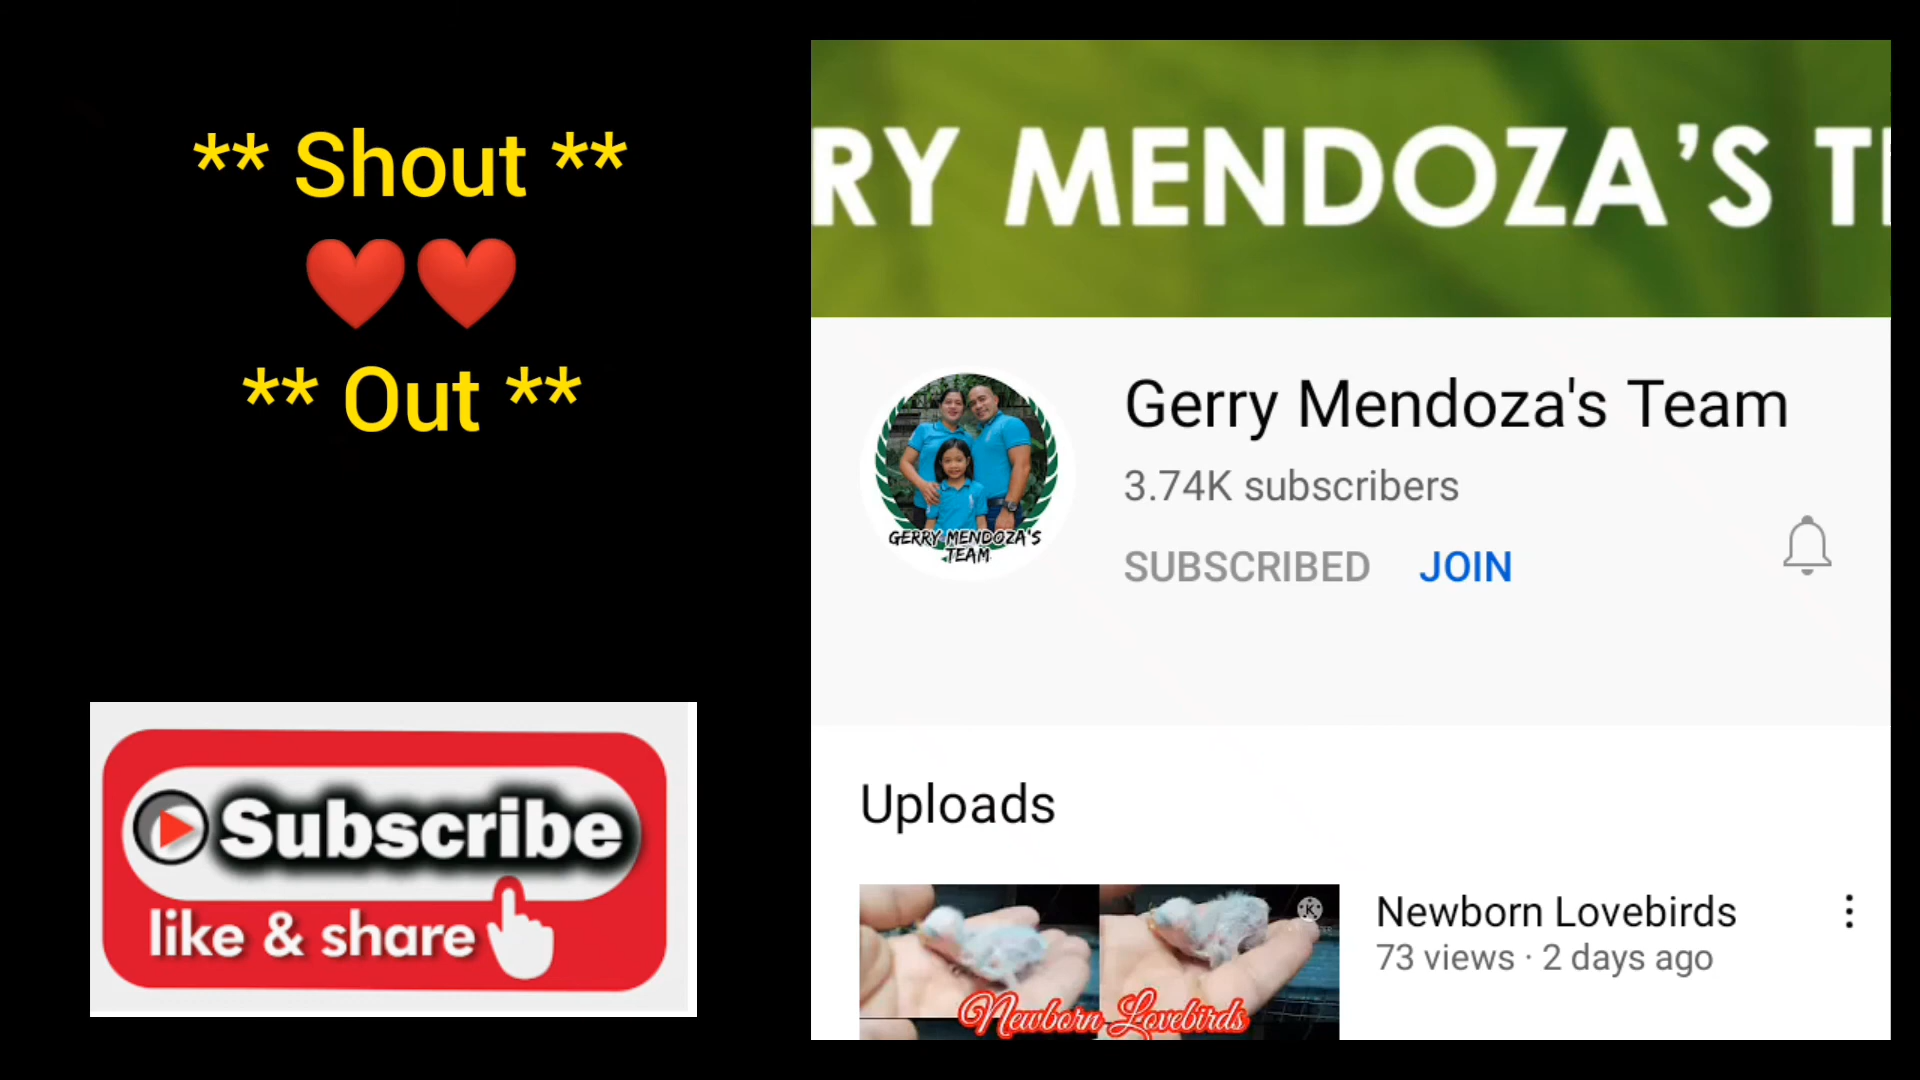 ** Shout **
❤️❤️
** Out **
Subscribe
like & share
RY MENDOZA’S T
Gerry Mendoza's Team
3.74K subscribers
SUBSCRIBED JOIN
GERRY MENDOZA'S
TEAM
Uploads
Newborn Lovebirds
73 views · 2 days ago
Newborn Lovebirds